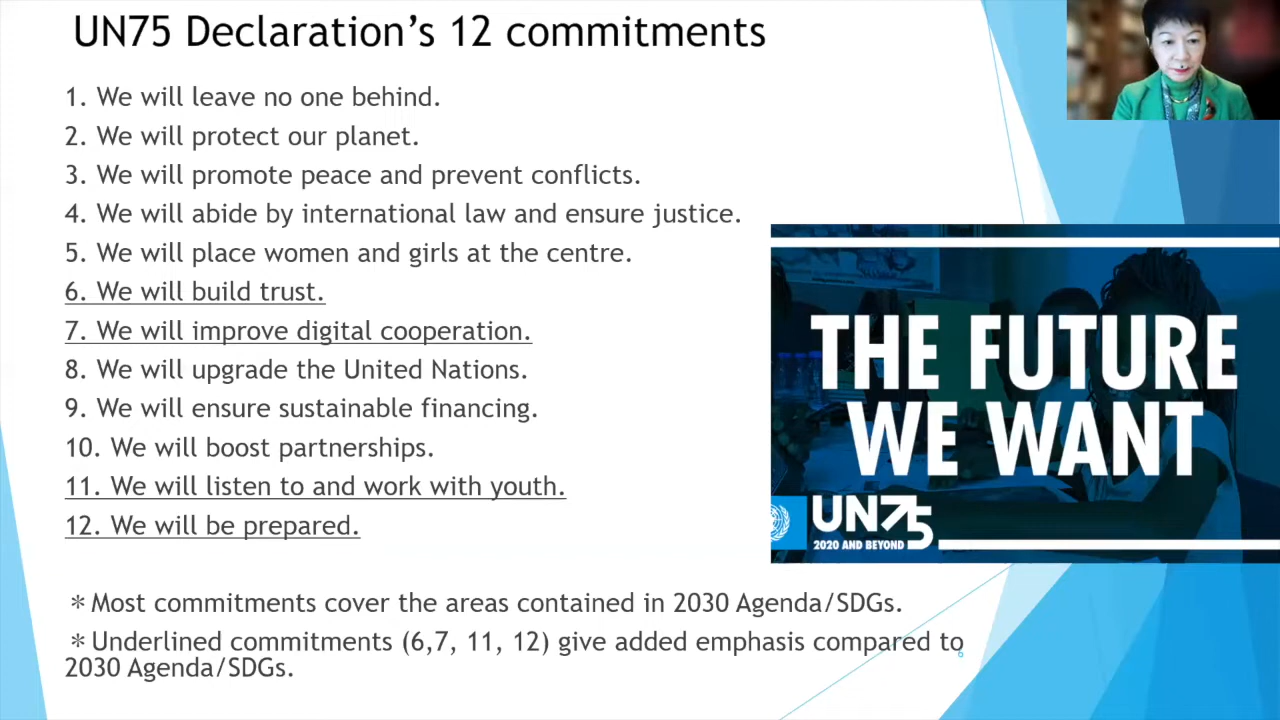 UN75 Declaration’s 12 commitments
1. We will leave no one behind.
2. We will protect our planet.
3. We will promote peace and prevent conflicts.
4. We will abide by international law and ensure justice.
5. We will place women and girls at the centre.
6. We will build trust.
7. We will improve digital cooperation.
8. We will upgrade the United Nations.
9. We will ensure sustainable financing.
10. We will boost partnerships.
11. We will listen to and work with youth.
12. We will be prepared.
＊Most commitments cover the areas contained in 2030 Agenda/SDGs.
＊Underlined commitments (6,7, 11, 12) give added emphasis compared to
2030 Agenda/SDGs.
THE FUTURE
WE WANT
UN75
2020 AND BEYOND